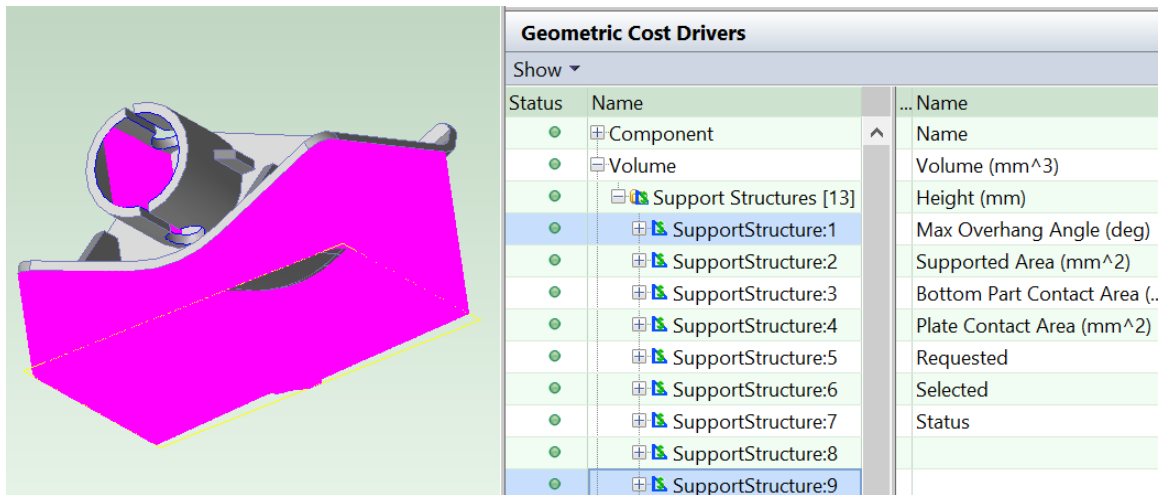 Geometric Cost Drivers
Show
Status Name ... Name
Component Name
Volume Volume (mm^3)
Support Structures [13] Height (mm)
SupportStructure:1 Max Overhang Angle (deg)
SupportStructure:2 Supported Area (mm^2)
SupportStructure:3 Bottom Part Contact Area (..
SupportStructure:4 Plate Contact Area (mm^2)
SupportStructure:5 Requested
SupportStructure:6 Selected
SupportStructure:7 Status
SupportStructure:8
SupportStructure:9